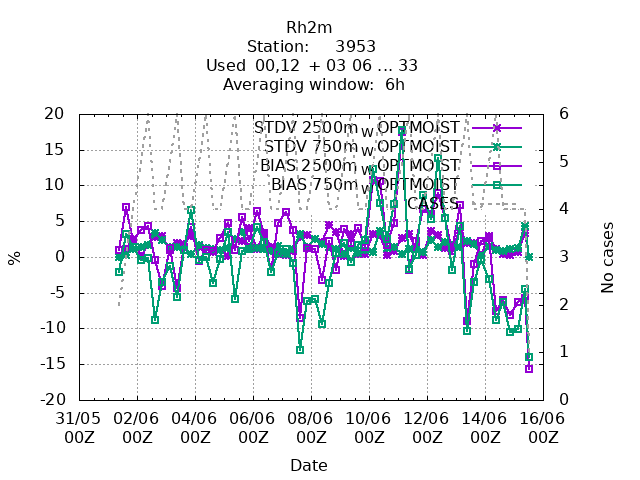 Rh2m
Station: 3953
Used 00,12 + 03 06 ... 33
Averaging window: 6h
20 6
STDV 2500m w OPTMOIST
STDV 750m w OPTMOIST
15 5
BIAS 2500m w OPTMOIST
10 BIAS 750m w OPTMOIST
CASES
5 4
0 3
% No cases
-5
-10 2
-15 1
-20 0
31/05 02/06 04/06 06/06 08/06 10/06 12/06 14/06 16/06
00Z 00Z 00Z 00Z 00Z 00Z 00Z 00Z 00Z
Date